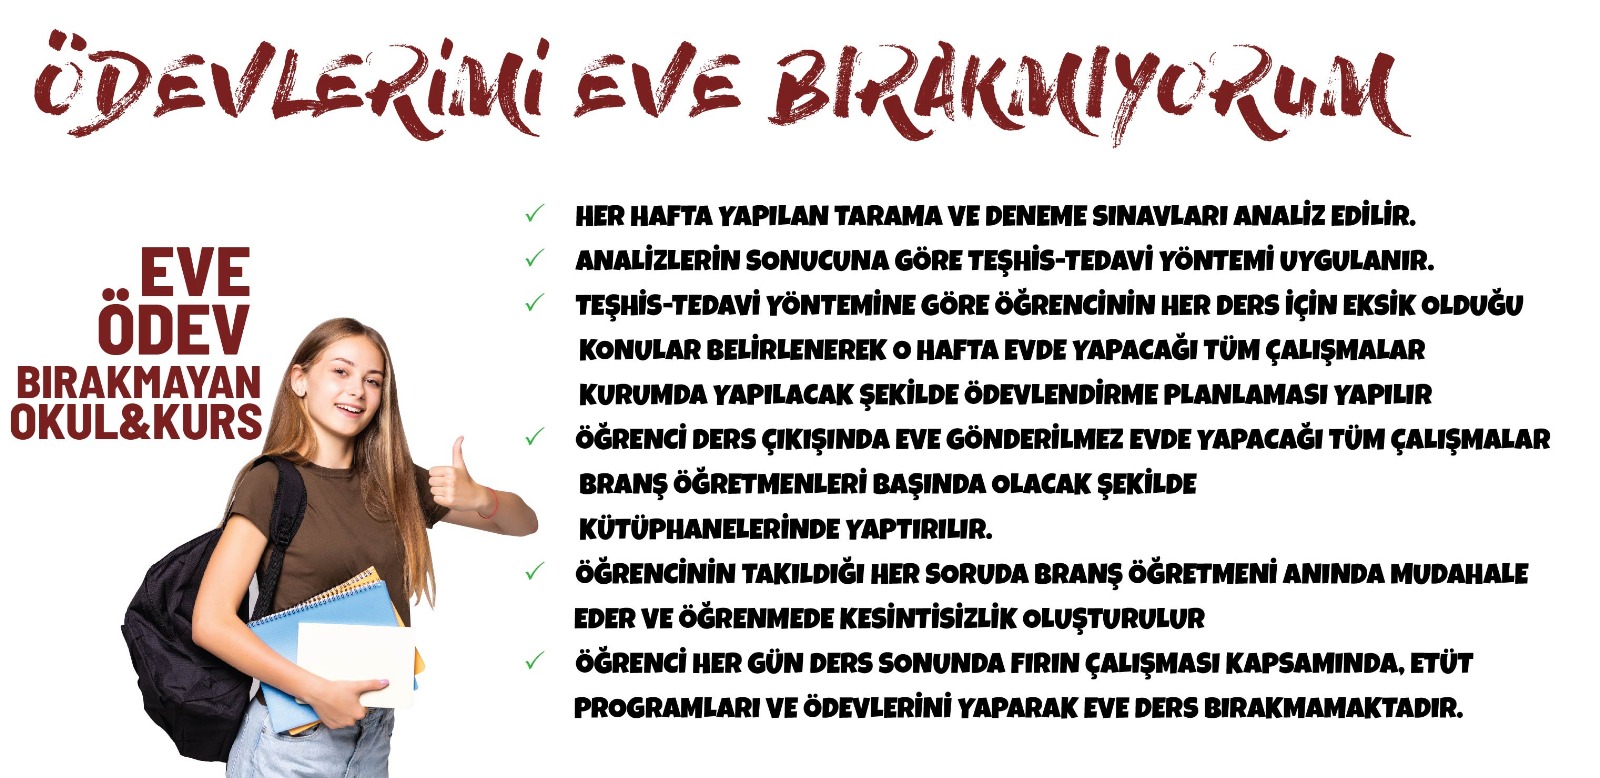 ÖDEVLERİMİ EVE BIRAKMIYORUM
EVE
ÖDEV
BIRAKMAYAN
OKUL&KURS
✓ HER HAFTA YAPILAN TARAMA VE DENEME SINAVLARI ANALİZ EDİLİR.
✓ ANALİZLERİN SONUCUNA GÖRE TEŞHİS-TEDAVİ YÖNTEMİ UYGULANIR.
✓ TEŞHİS-TEDAVİ YÖNTEMİNE GÖRE ÖĞRENCİNİN HER DERS İÇİN EKSİK OLDUĞU
KONULAR BELİRLENEREK O HAFTA EVDE YAPACAĞI TÜM ÇALIŞMALAR
KURUMDA YAPILACAK ŞEKİLDE ÖDEVLENDİRME PLANLAMASI YAPILIR
✓ ÖĞRENCİ DERS ÇIKIŞINDA EVE GÖNDERİLMEZ EVDE YAPACAĞI TÜM ÇALIŞMALAR
BRANŞ ÖĞRETMENLERİ BAŞINDA OLACAK ŞEKİLDE
KÜTÜPHANELERİNDE YAPTIRILIR.
✓ ÖĞRENCİNİN TAKILDIĞI HER SORUDA BRANŞ ÖĞRETMENİ ANINDA MUDAHALE
EDER VE ÖĞRENMEDE KESİNTİSİZLİK OLUŞTURULUR
✓ ÖĞRENCİ HER GÜN DERS SONUNDA FIRIN ÇALIŞMASI KAPSAMINDA, ETÜT
PROGRAMLARI VE ÖDEVLERİNİ YAPARAK EVE DERS BIRAKMAMAKTADIR.